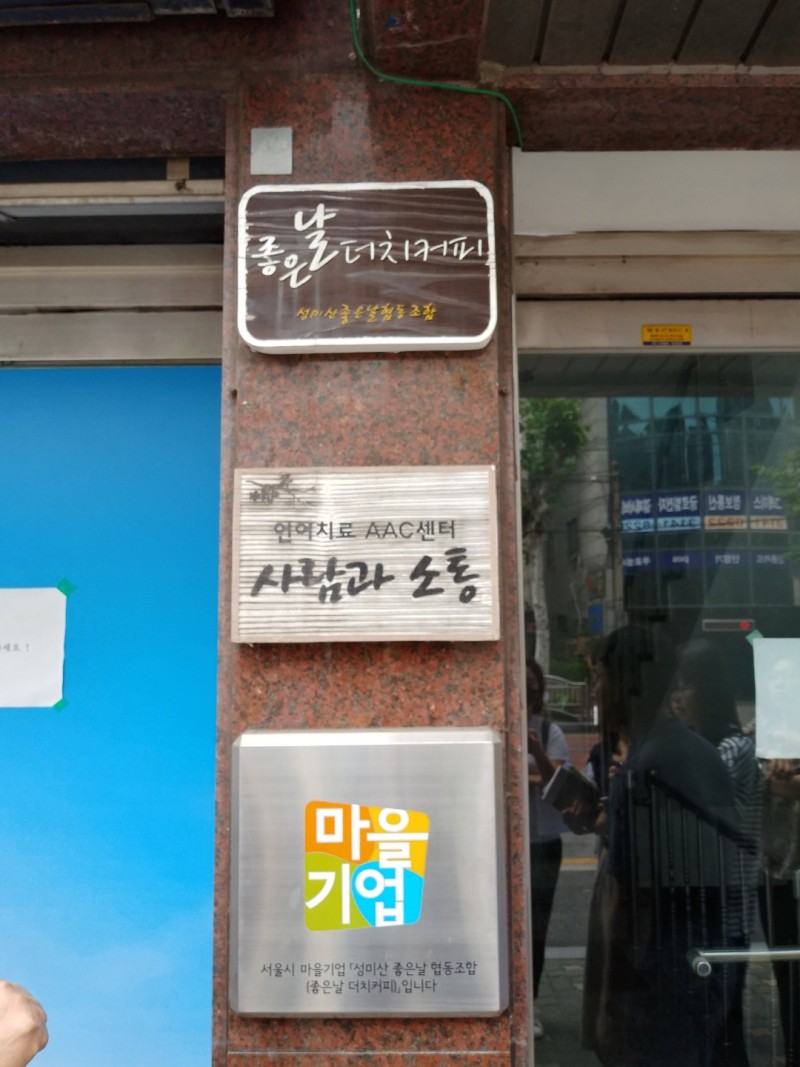 좋은날 더치커피
성미산좋은날협동조합
언어치료 AAC센터
사람과 소통
마을
기업
서울시 마을기업「성미산 좋은날 협동조합
(좋은날 더치커피)」입니다